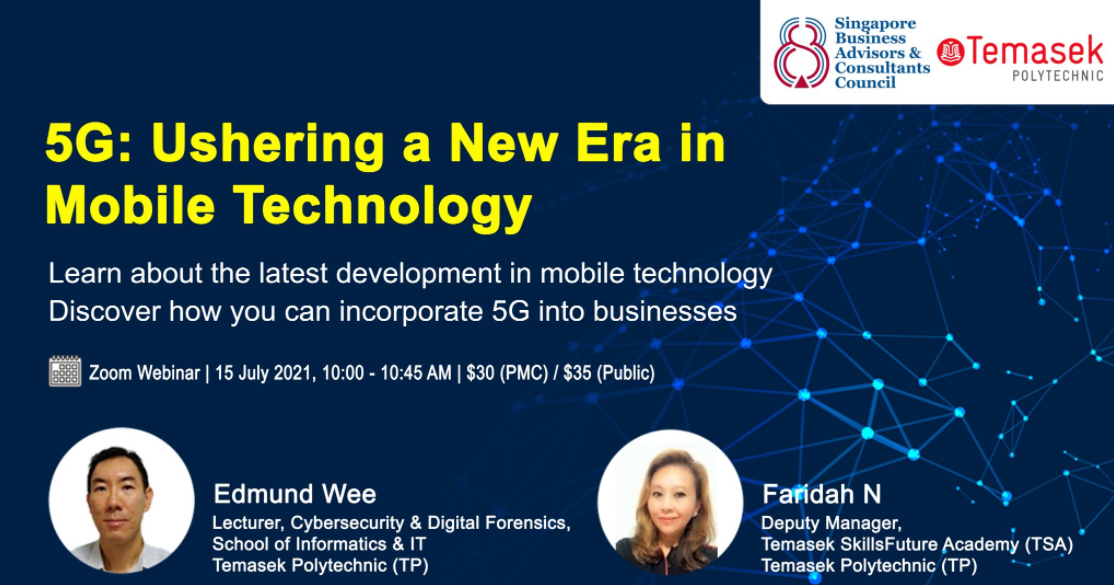 Singapore
Business
Advisors &
Consultants
Council
Temasek
POLYTECHNIC
5G: Ushering a New Era in
Mobile Technology
Learn about the latest development in mobile technology
Discover how you can incorporate 5G into businesses
Zoom Webinar | 15 July 2021, 10:00 - 10:45 AM | $30 (PMC) / $35 (Public)
Edmund Wee
Lecturer, Cybersecurity & Digital Forensics,
School of Informatics & IT
Temasek Polytechnic (TP)
Faridah N
Deputy Manager,
Temasek SkillsFuture Academy (TSA)
Temasek Polytechnic (TP)